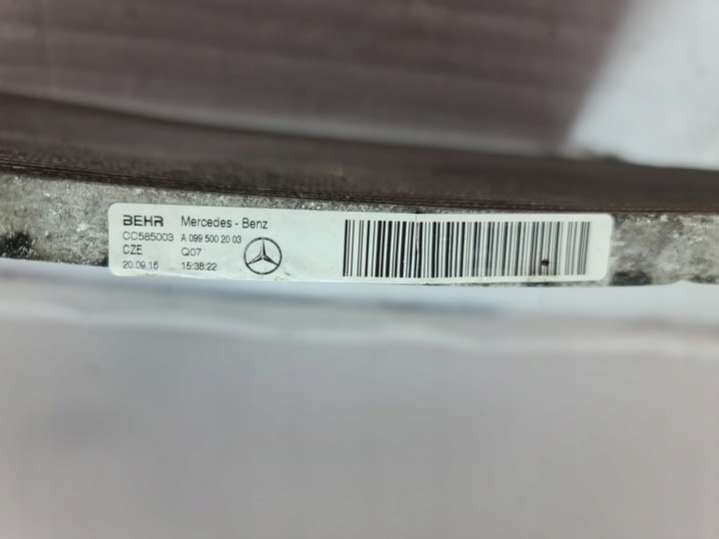 BEHR Mercedes - Benz
CC585003 A 099 500 20 03
CZE Q07
20.09.16 15:38:22